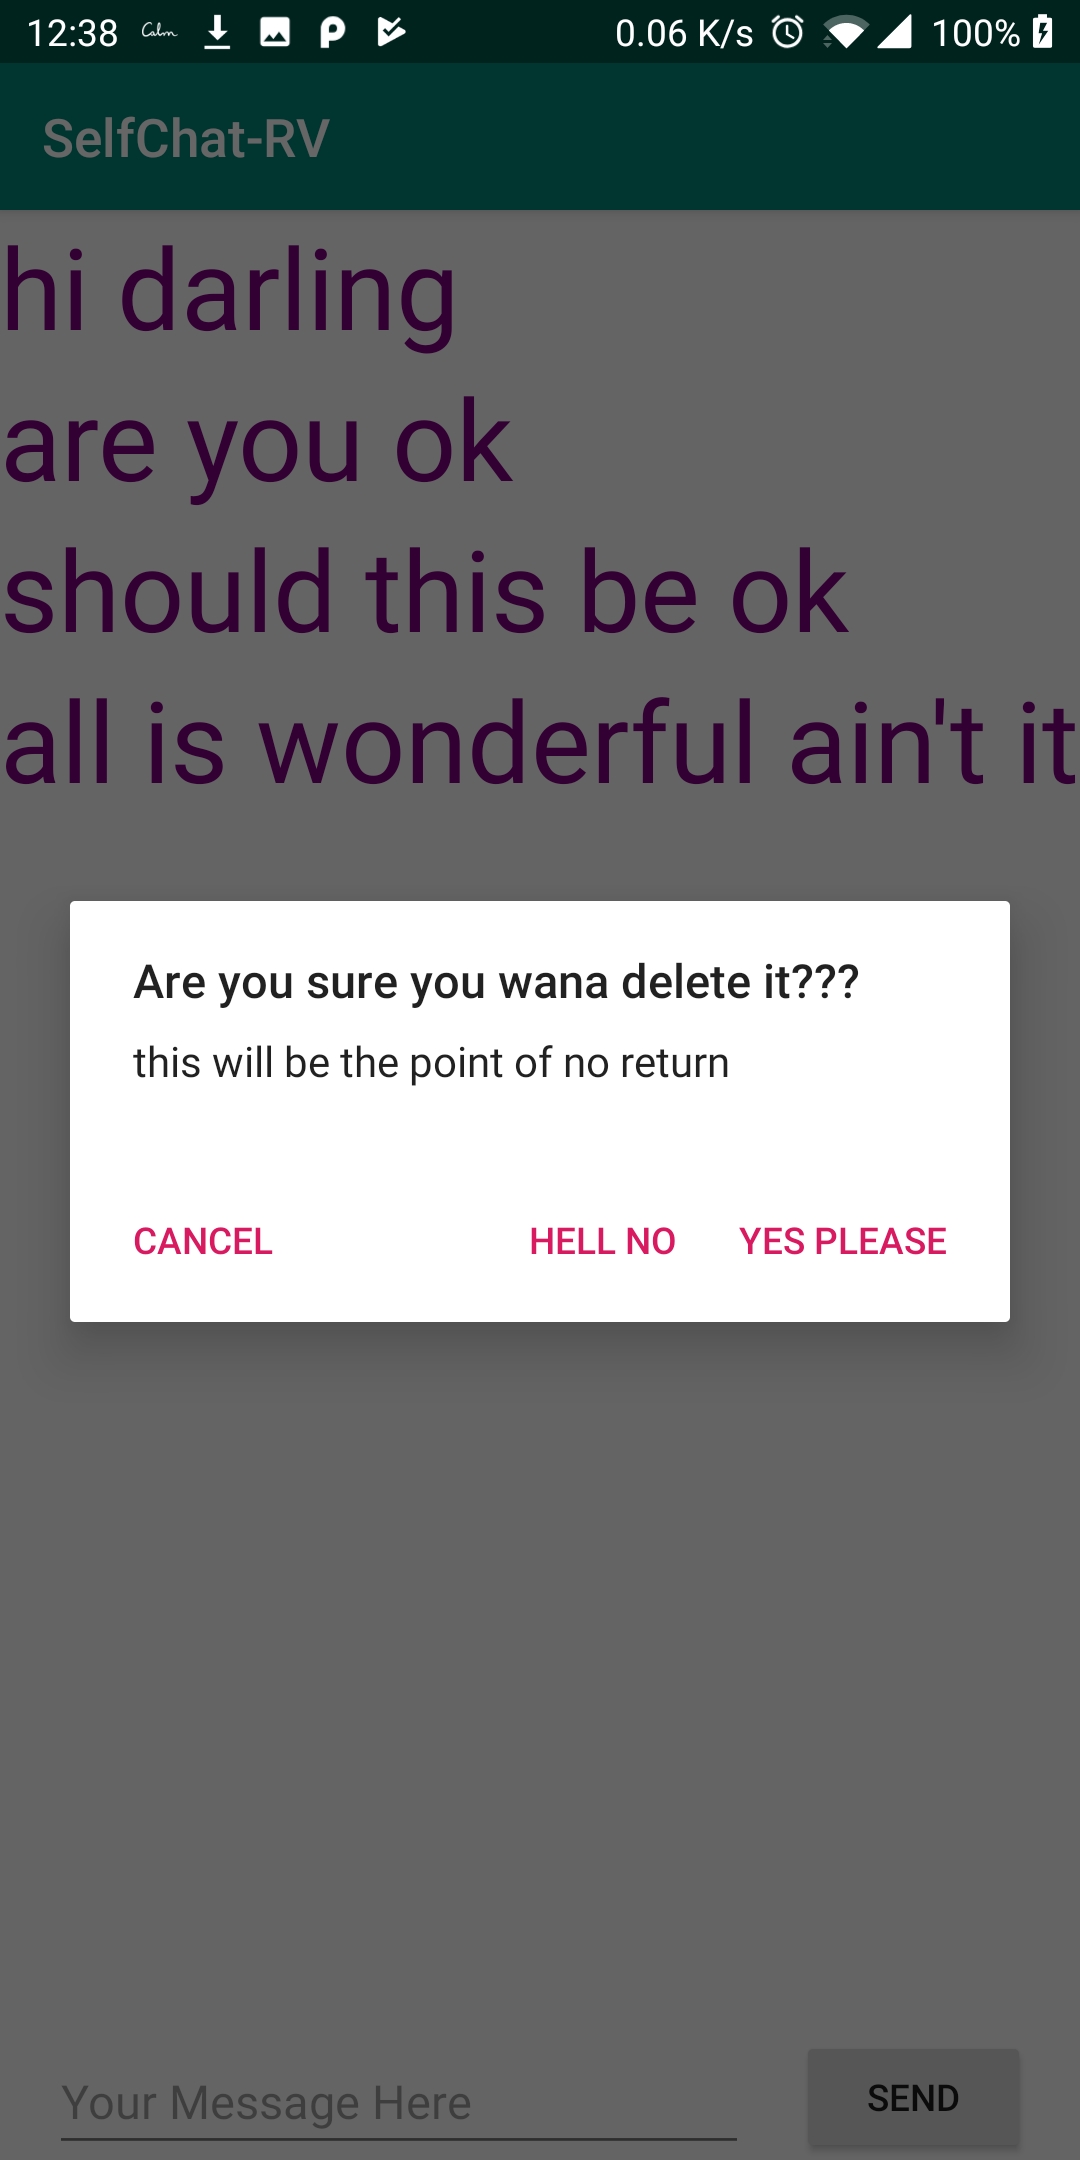 12:38 Calm 0.06 K/s 100%
SelfChat-RV
hi darling
are you ok
should this be ok
all is wonderful ain't it
Are you sure you wana delete it???
this will be the point of no return
CANCEL HELL NO YES PLEASE
Your Message Here SEND